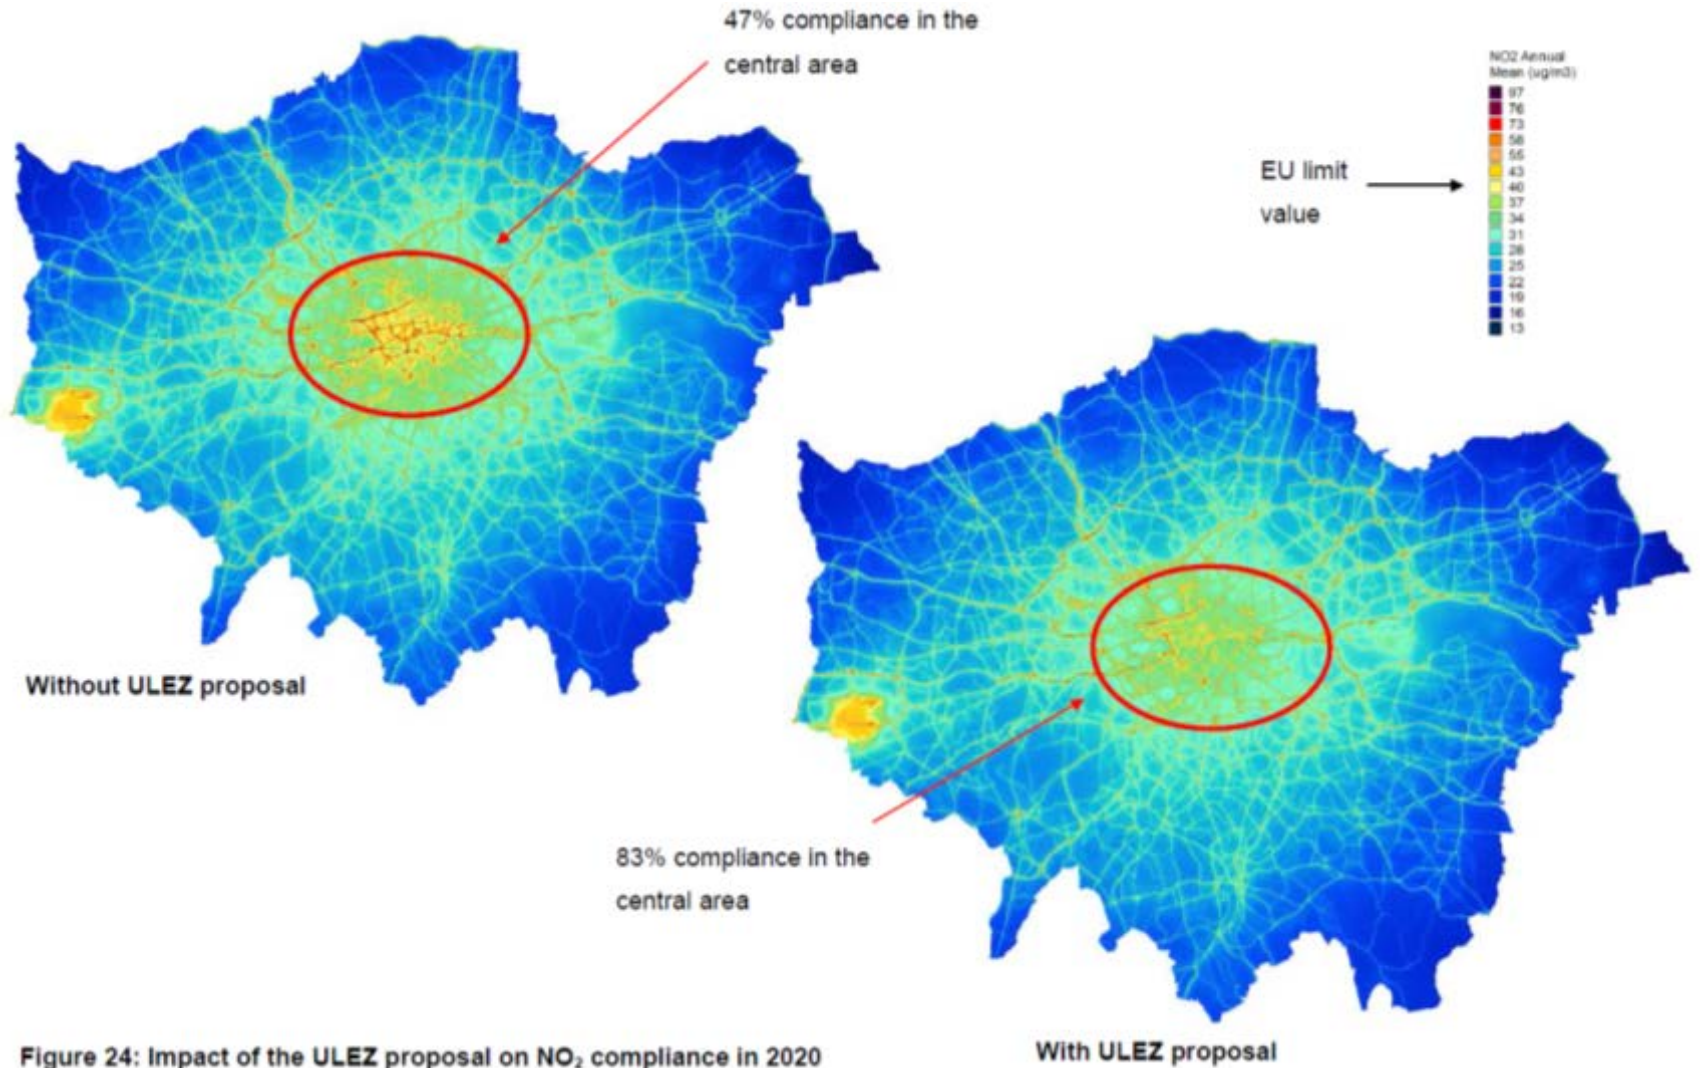 47% compliance in the
central area
NO2 Annual
Mean (ug/m3)
97
76
73
58
55
43
40
37
34
31
28
25
22
19
16
13
EU limit
value
Without ULEZ proposal
83% compliance in the
central area
With ULEZ proposal
Figure 24: Impact of the ULEZ proposal on NO₂ compliance in 2020